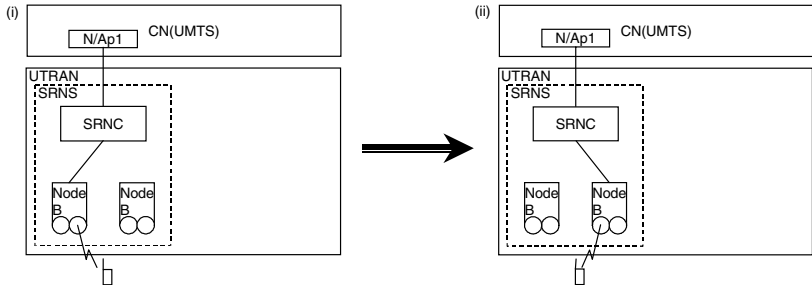 (i)
N/Ap1
CN(UMTS)
UTRAN
SRNS
SRNC
Node
B
Node
B
(ii)
N/Ap1
CN(UMTS)
UTRAN
SRNS
SRNC
Node
B
Node
B